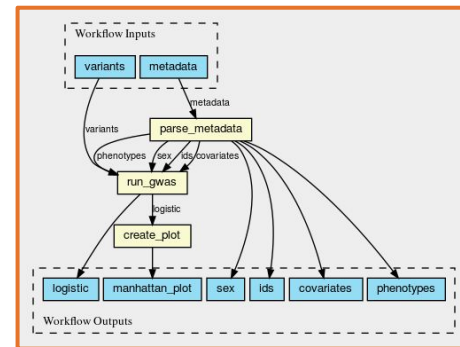 Workflow Inputs
variants metadata
metadata
parse_metadata
variants
phenotypes sex ids covariates
run_gwas
logistic
create_plot
logistic manhattan_plot sex ids covariates phenotypes
Workflow Outputs